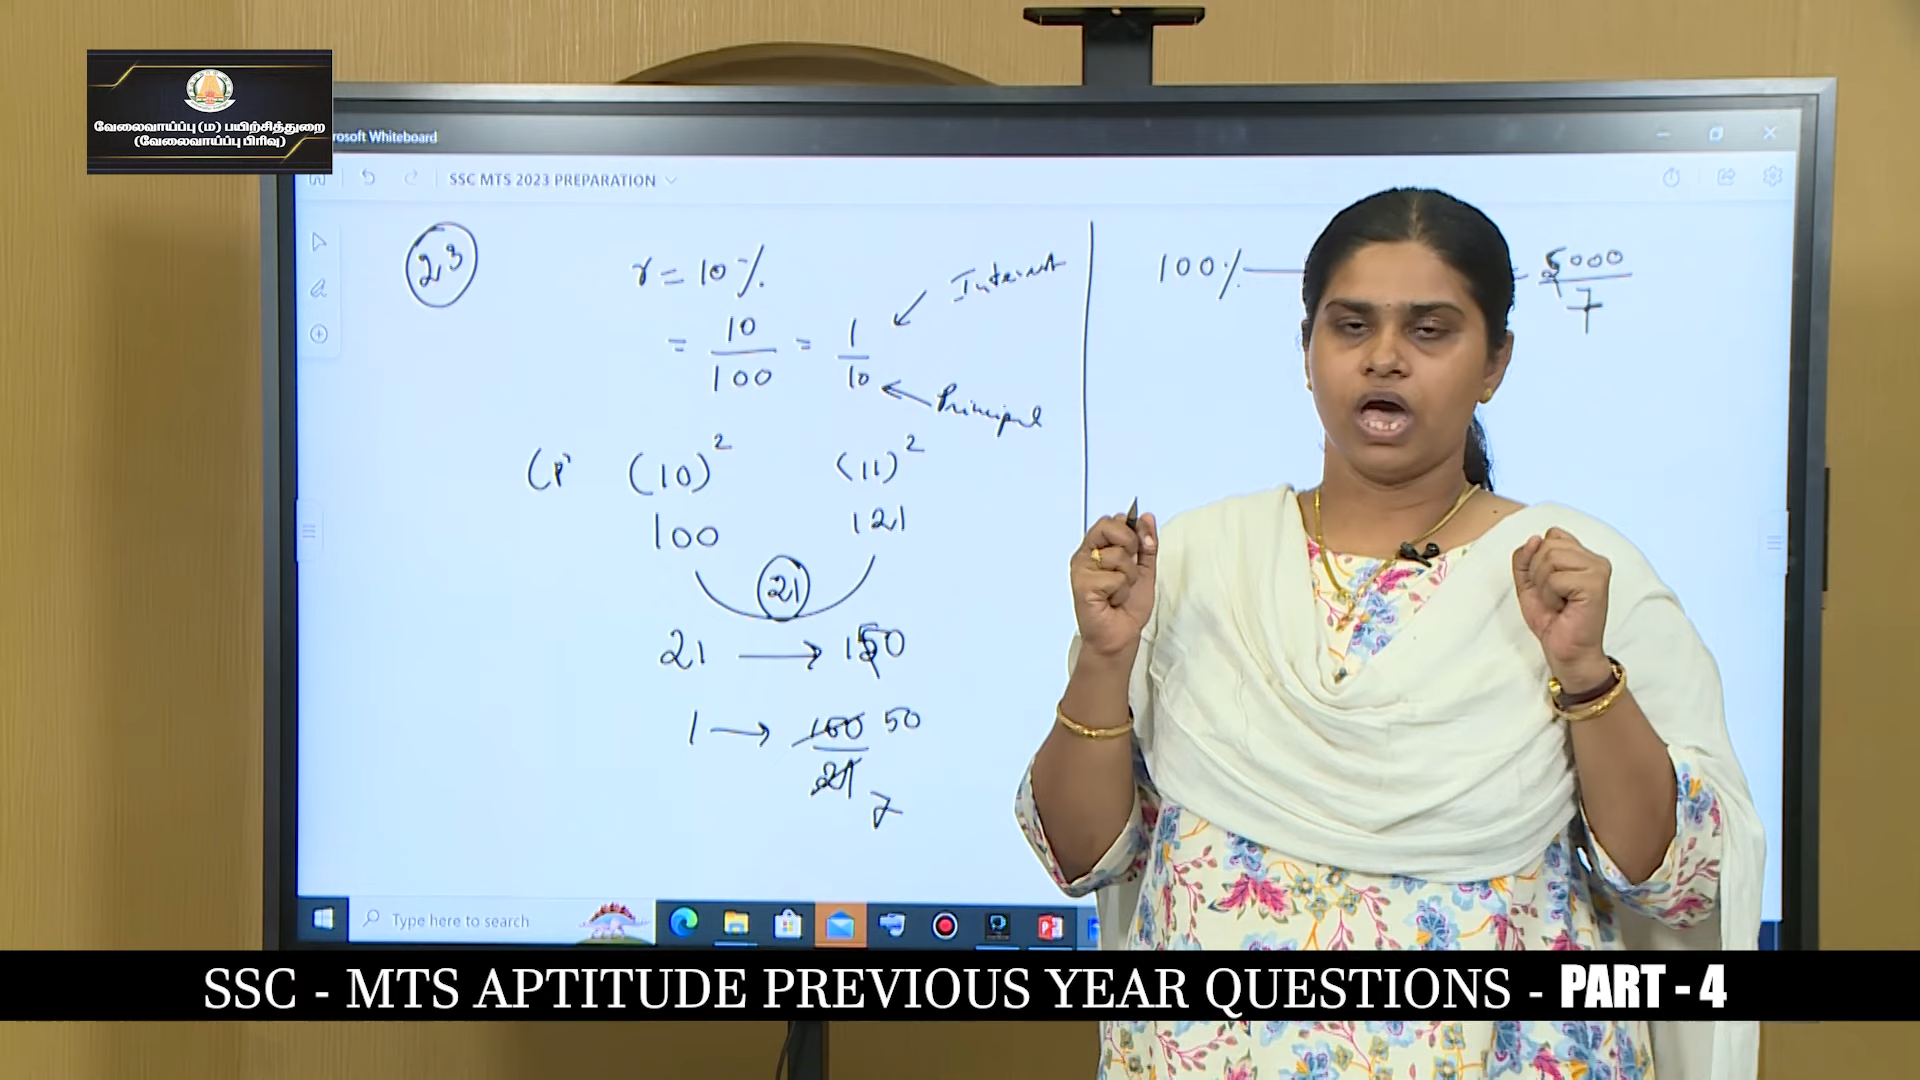 வேலைவாய்ப்பு (ம) பயிற்சித்துறை
(வேலைவாய்ப்பு பிரிவு)
rosoft Whiteboard
SSC MTS 2023 PREPARATION
23
r = 10%
= 10/100 = 1/10
Interest
Principal
(10)² (11)²
100 121
21
21 → 150
1 → 150/21 50/7
100%
= 5000/7
Type here to search
SSC - MTS APTITUDE PREVIOUS YEAR QUESTIONS - PART - 4